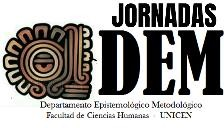 JORNADAS
DEM
Departamento Epistemológico Metodológico
Facultad de Ciencias Humanas - UNICEN